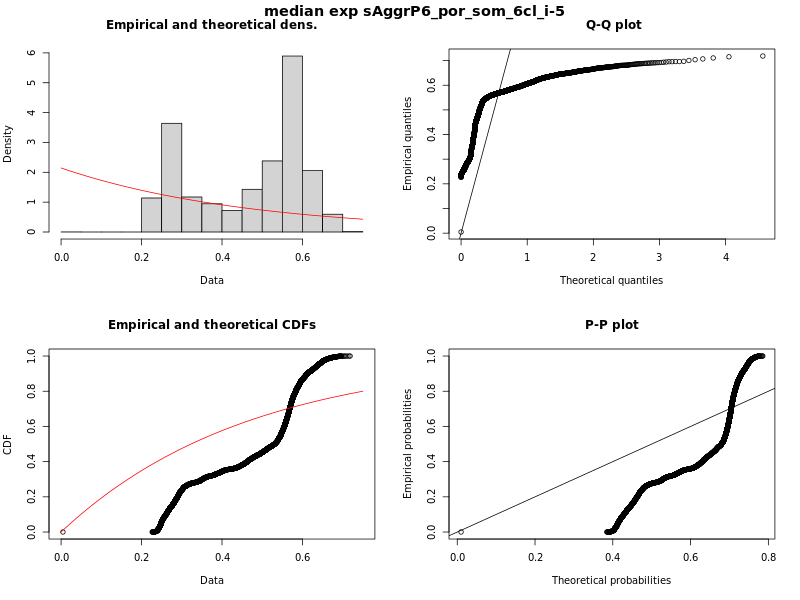 median exp sAggrP6_por_som_6cl_i-5
Empirical and theoretical dens.
Density
0 1 2 3 4 5 6
0.0 0.2 0.4 0.6
Data
Q-Q plot
Empirical quantiles
0.0 0.2 0.4 0.6
0 1 2 3 4
Theoretical quantiles
Empirical and theoretical CDFs
CDF
0.0 0.2 0.4 0.6 0.8 1.0
0.0 0.2 0.4 0.6
Data
P-P plot
Empirical probabilities
0.0 0.2 0.4 0.6 0.8 1.0
0.0 0.2 0.4 0.6 0.8
Theoretical probabilities